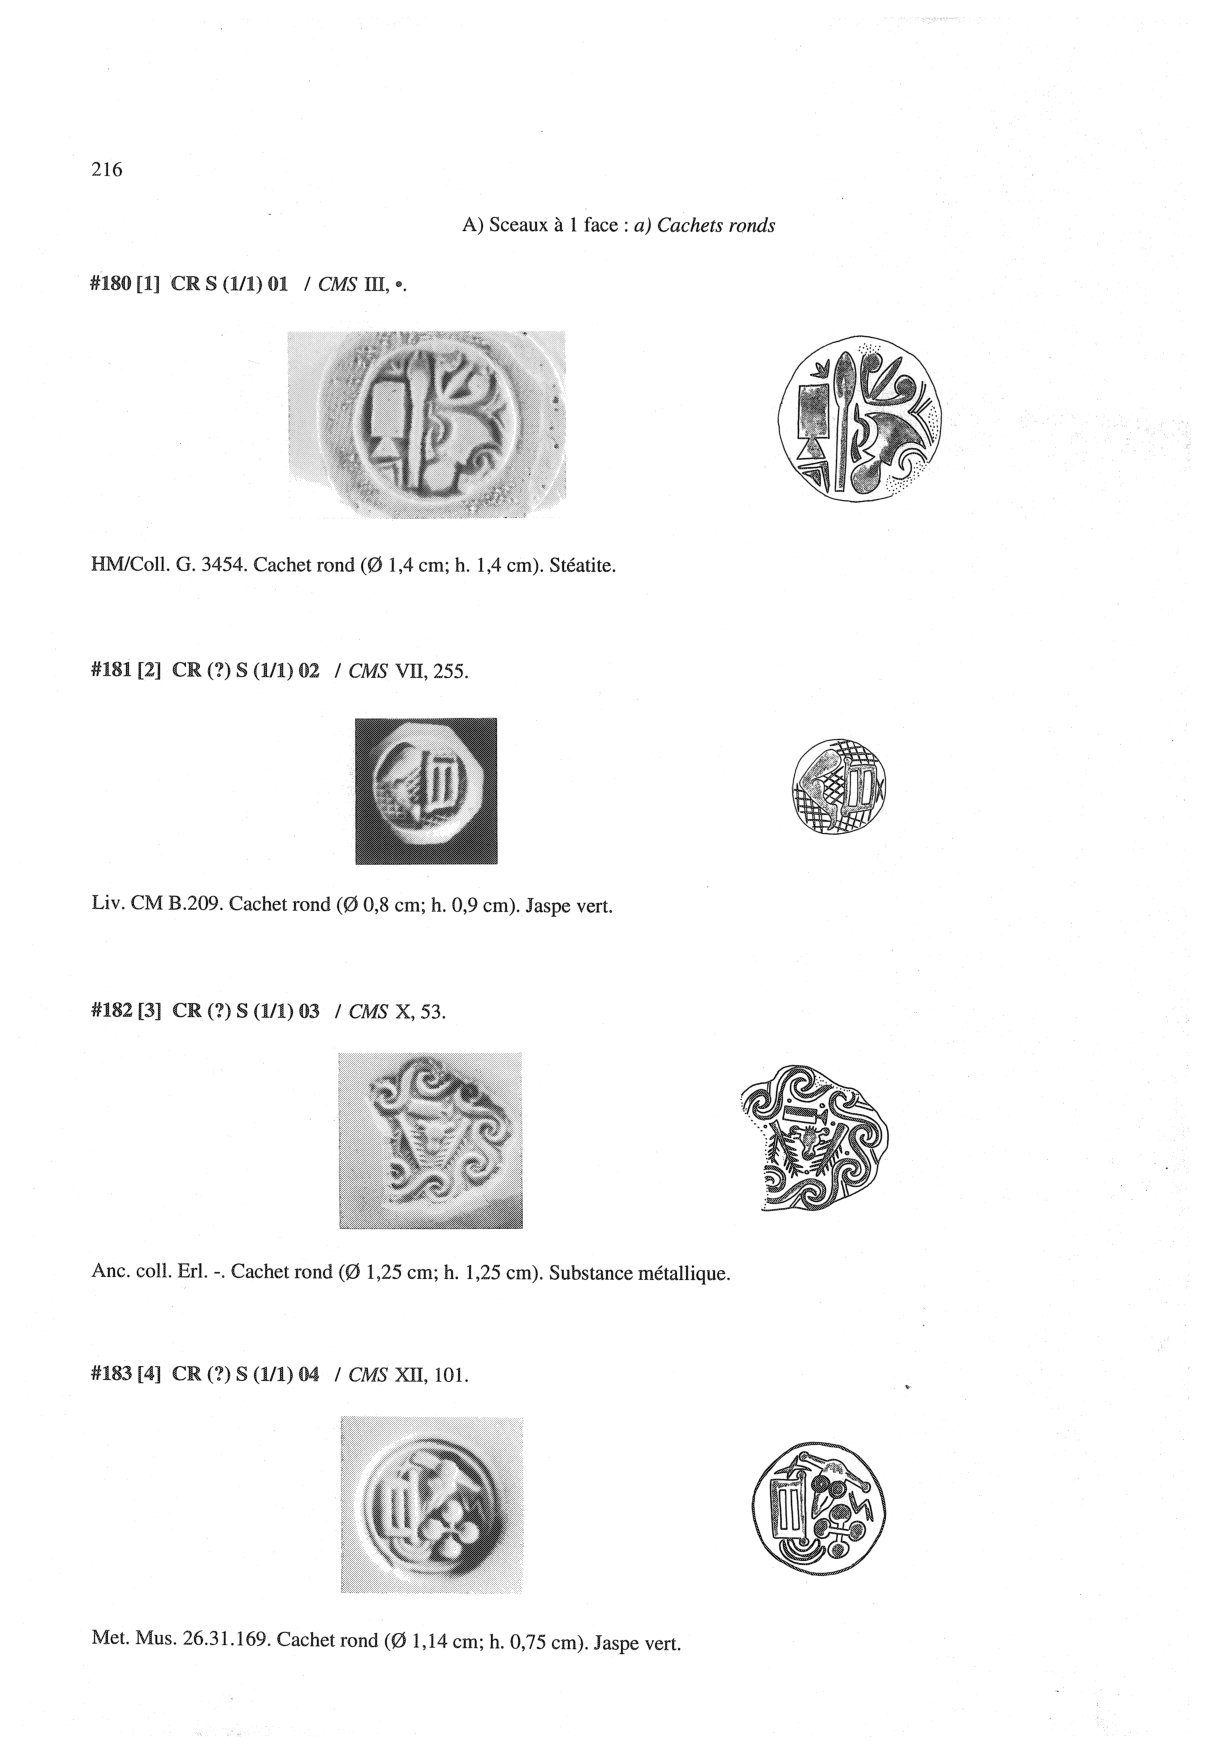 216
A) Sceaux à 1 face : a) Cachets ronds
#180 [1] CR S (1/1) 01 / CMS III, •.
HM/Coll. G. 3454. Cachet rond (Ø 1,4 cm; h. 1,4 cm). Stéatite.
#181 [2] CR (?) S (1/1) 02 / CMS VII, 255.
Liv. CM B.209. Cachet rond (Ø 0,8 cm; h. 0,9 cm). Jaspe vert.
#182 [3] CR (?) S (1/1) 03 / CMS X, 53.
Anc. coll. Erl. -. Cachet rond (Ø 1,25 cm; h. 1,25 cm). Substance métallique.
#183 [4] CR (?) S (1/1) 04 / CMS XII, 101.
Met. Mus. 26.31.169. Cachet rond (Ø 1,14 cm; h. 0,75 cm). Jaspe vert.